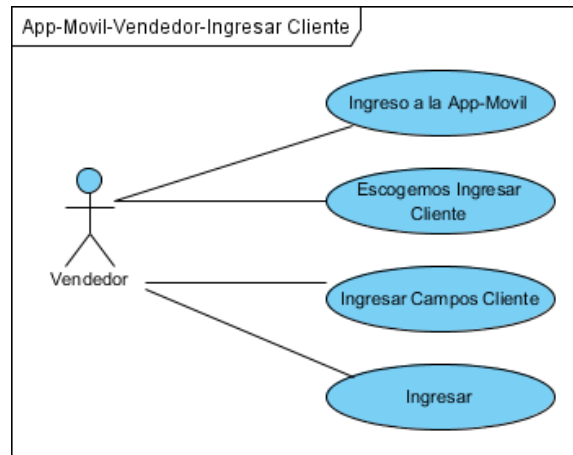 App-Movil-Vendedor-Ingresar Cliente
Ingreso a la App-Movil
Escogemos Ingresar
Cliente
Vendedor
Ingresar Campos Cliente
Ingresar